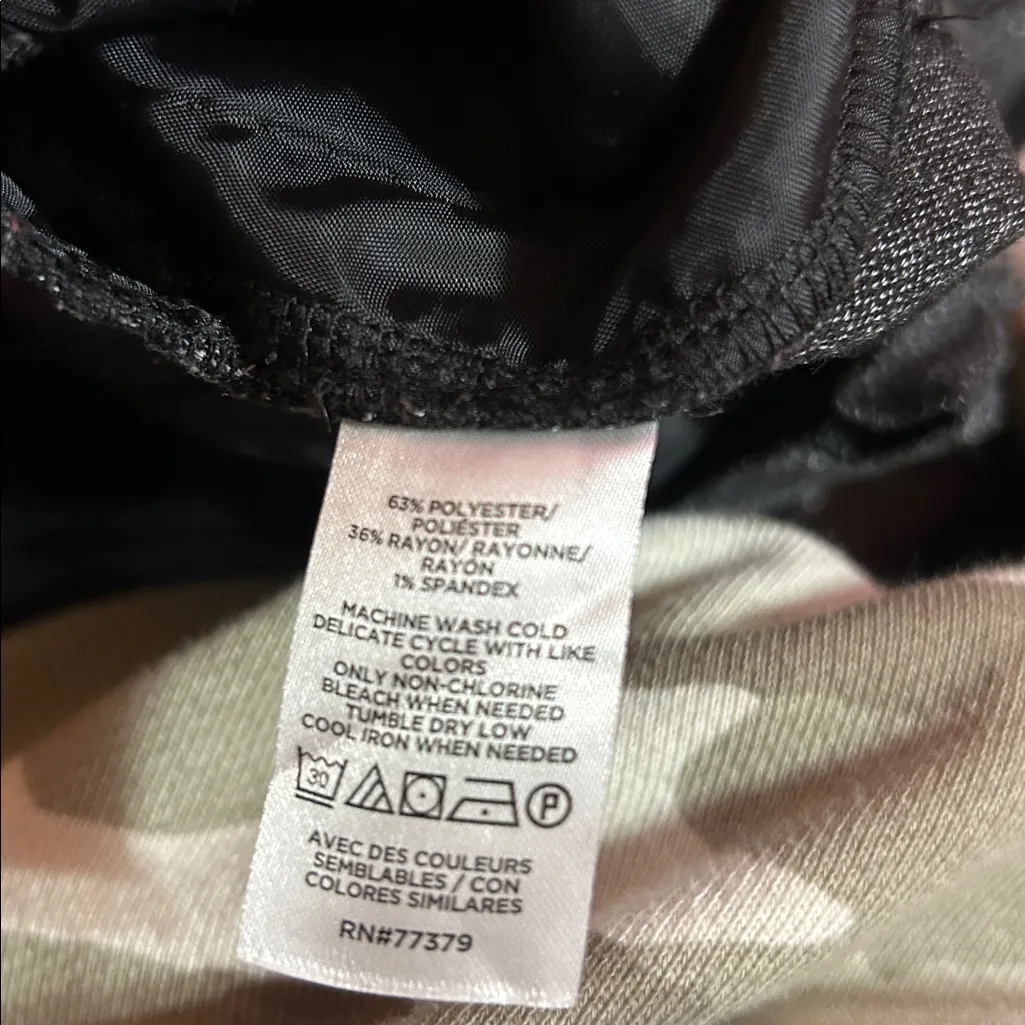 63% POLYESTER/
POLIÉSTER
36% RAYON/ RAYONNE/
RAYÓN
1% SPANDEX
MACHINE WASH COLD
DELICATE CYCLE WITH LIKE
COLORS
ONLY NON-CHLORINE
BLEACH WHEN NEEDED
TUMBLE DRY LOW
COOL IRON WHEN NEEDED
30 P
AVEC DES COULEURS
SEMBLABLES / CON
COLORES SIMILARES
RN#77379